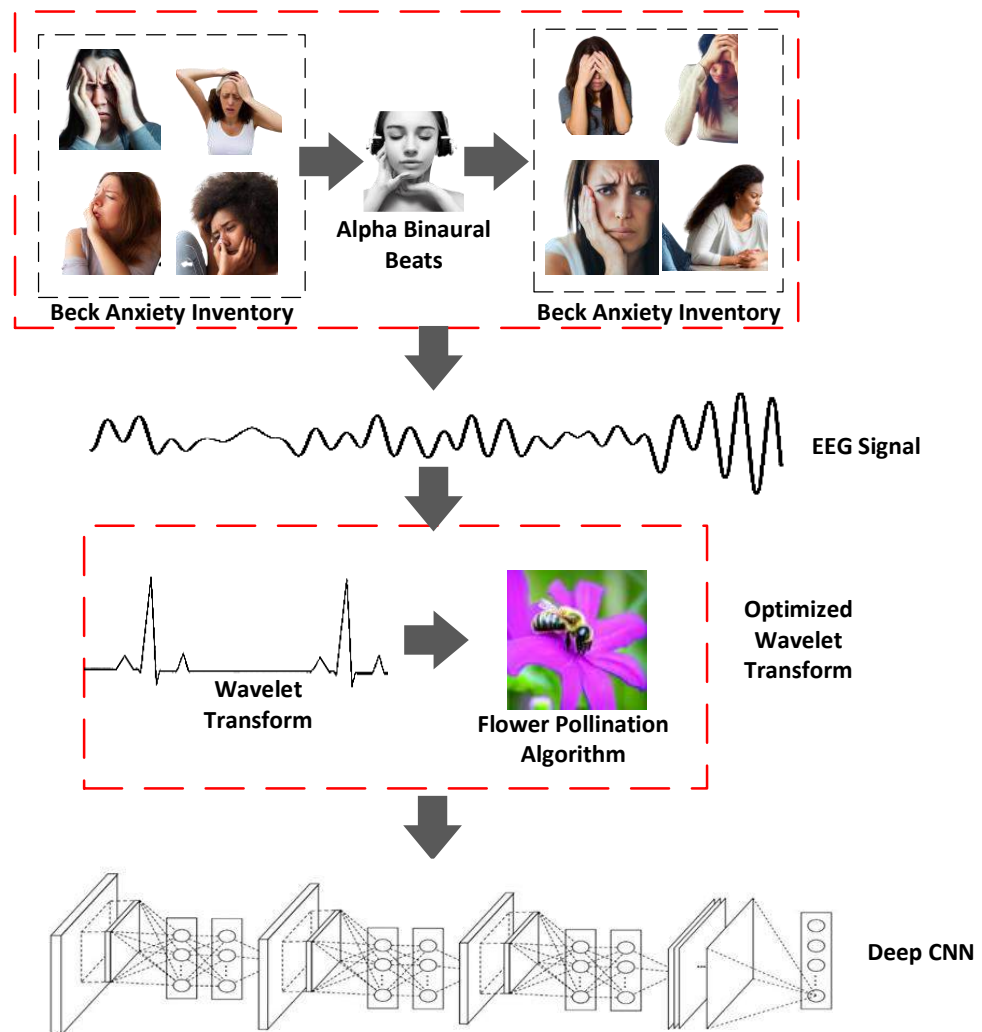 Alpha Binaural
Beats
Beck Anxiety Inventory
Beck Anxiety Inventory
EEG Signal
Wavelet
Transform
Flower Pollination
Algorithm
Optimized
Wavelet
Transform
Deep CNN